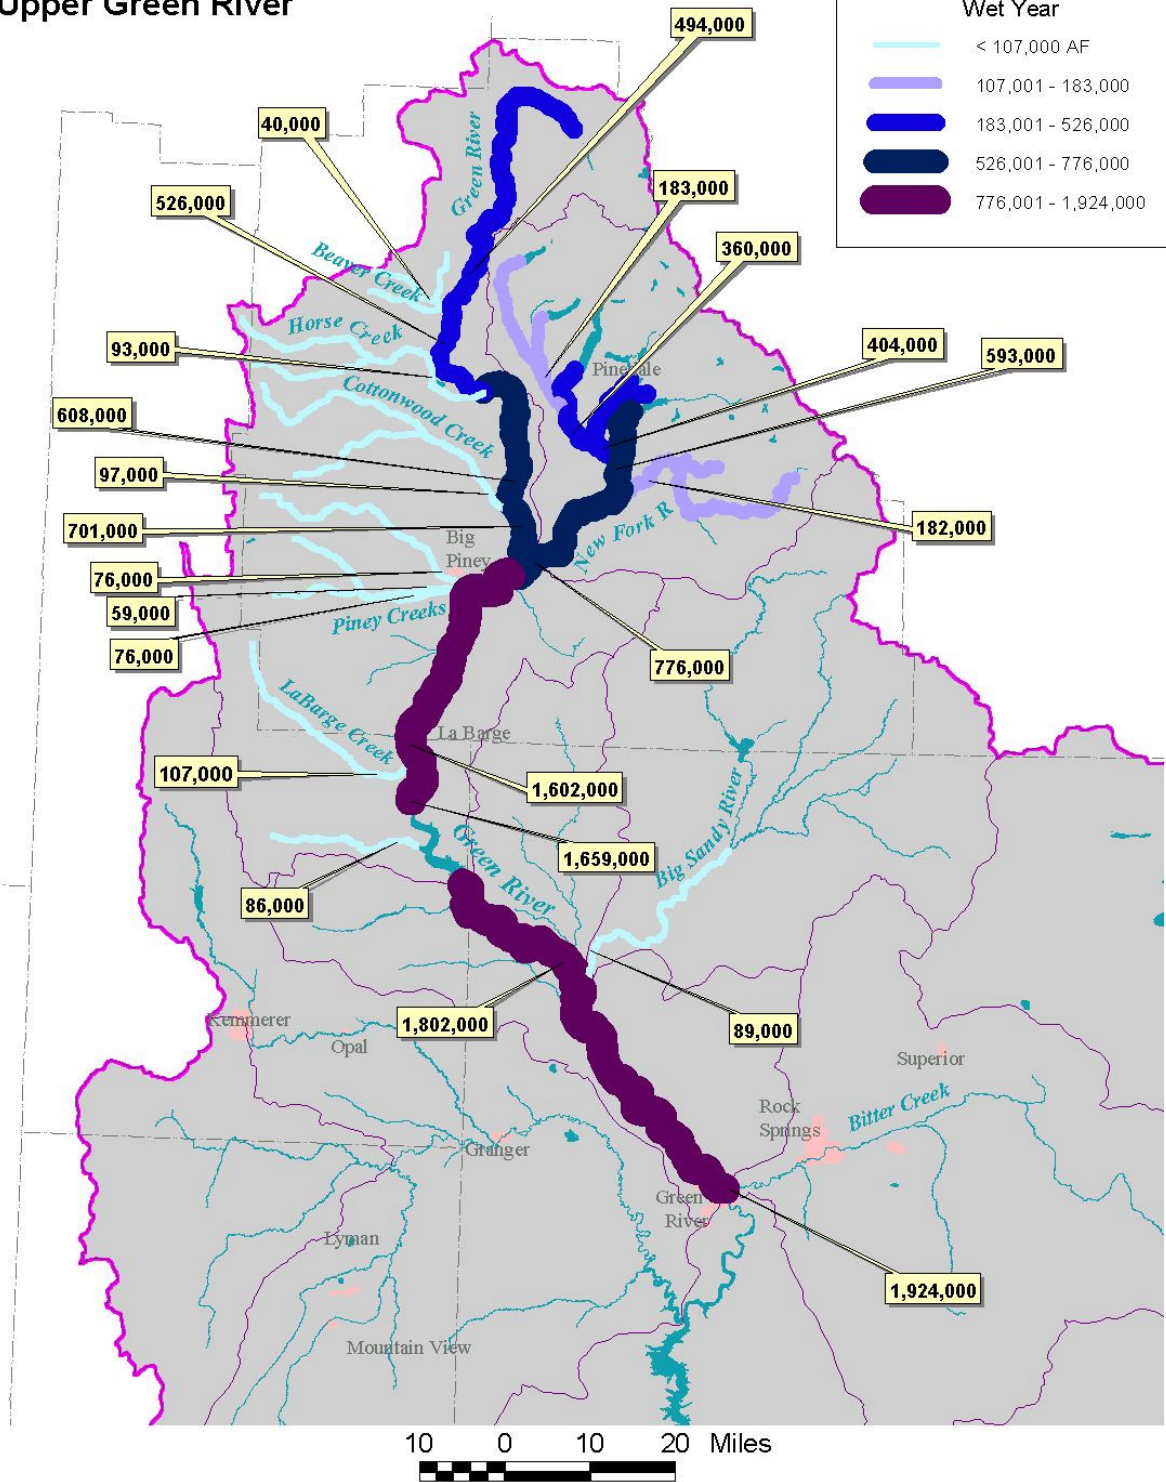 Upper Green River
Wet Year
< 107,000 AF
107,001 - 183,000
183,001 - 526,000
526,001 - 776,000
776,001 - 1,924,000
494,000
40,000
Green River
183,000
526,000
360,000
Beaver Creek
Horse Creek
93,000
404,000
593,000
Pinedale
Cottonwood Creek
608,000
97,000
701,000
182,000
New Fork R
Big
Piney
76,000
59,000
Piney Creeks
76,000
776,000
LaBarge Creek
La Barge
107,000
1,602,000
Green River
1,659,000
Big Sandy River
86,000
1,802,000
89,000
Kemmerer
Opal
Superior
Rock
Springs
Bitter Creek
Granger
Green
River
Lyman
1,924,000
Mountain View
10 0 10 20 Miles